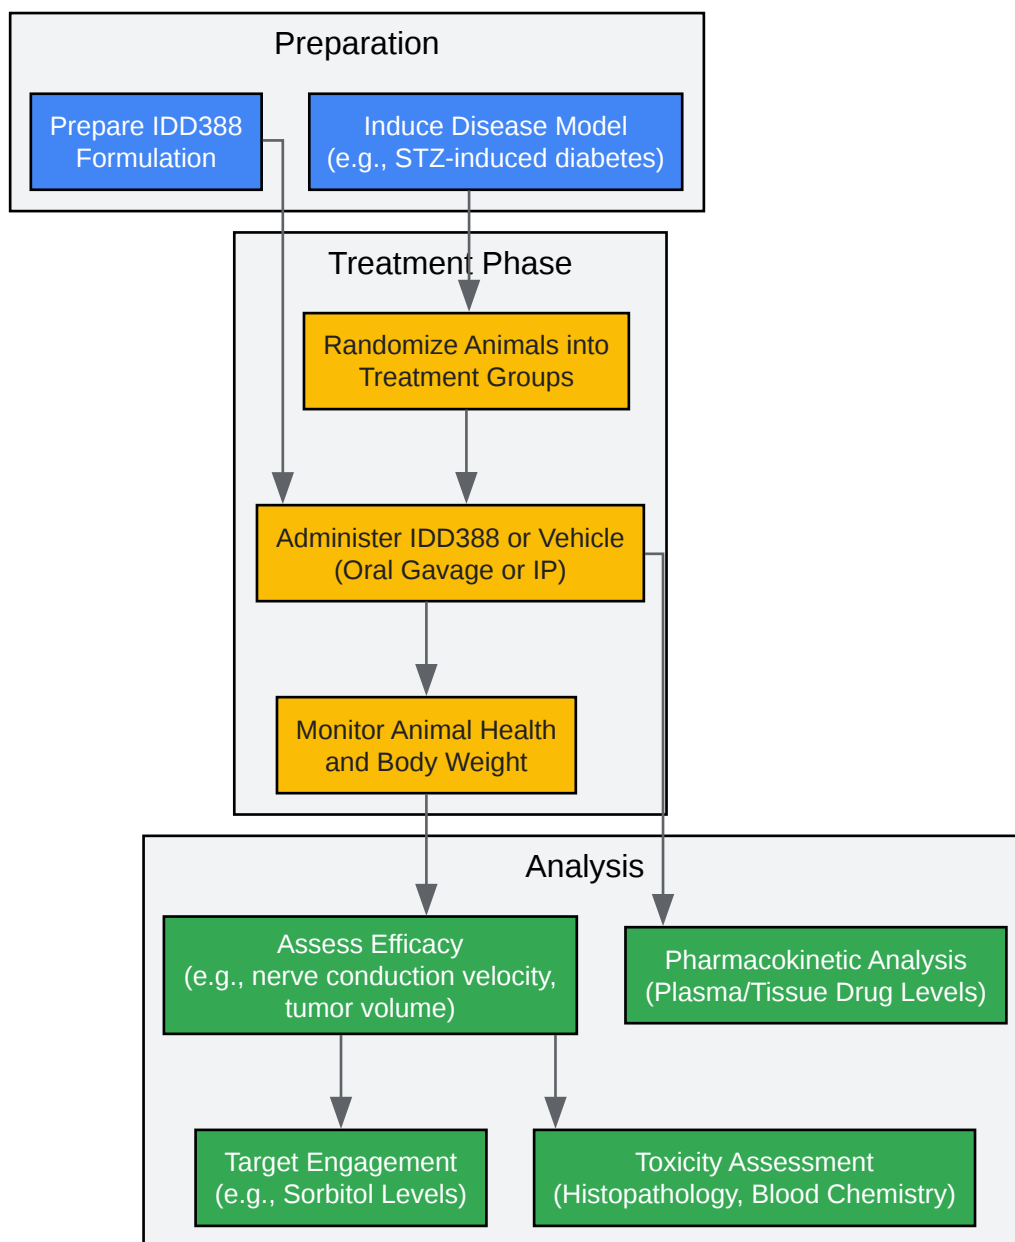 Preparation
Prepare IDD388
Formulation
Induce Disease Model
(e.g., STZ-induced diabetes)
Treatment Phase
Randomize Animals into
Treatment Groups
Administer IDD388 or Vehicle
(Oral Gavage or IP)
Monitor Animal Health
and Body Weight
Analysis
Assess Efficacy
(e.g., nerve conduction velocity,
tumor volume)
Pharmacokinetic Analysis
(Plasma/Tissue Drug Levels)
Target Engagement
(e.g., Sorbitol Levels)
Toxicity Assessment
(Histopathology, Blood Chemistry)